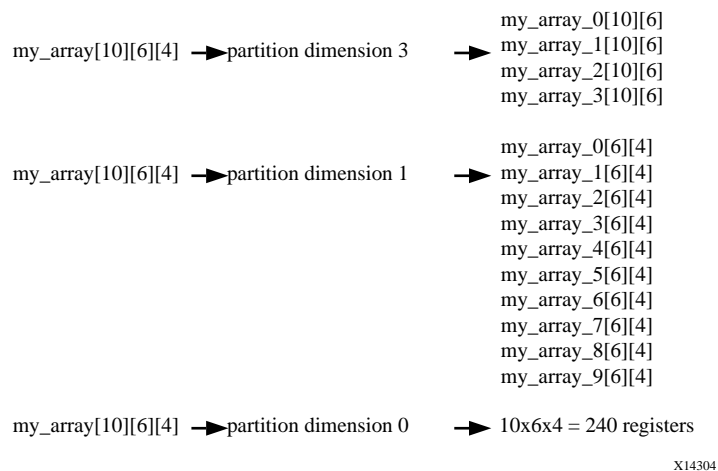 my_array_0[10][6]
my_array[10][6][4] partition dimension 3 my_array_1[10][6]
my_array_2[10][6]
my_array_3[10][6]
my_array_0[6][4]
my_array[10][6][4] partition dimension 1 my_array_1[6][4]
my_array_2[6][4]
my_array_3[6][4]
my_array_4[6][4]
my_array_5[6][4]
my_array_6[6][4]
my_array_7[6][4]
my_array_8[6][4]
my_array_9[6][4]
my_array[10][6][4] partition dimension 0 10x6x4 = 240 registers
X14304